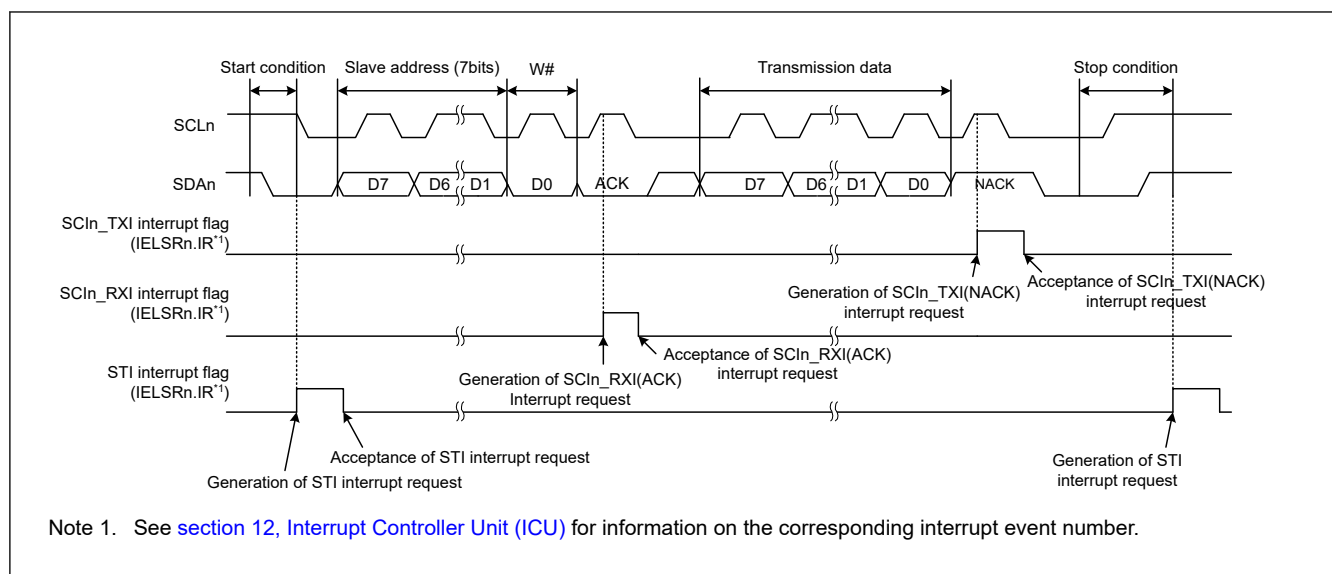 Start condition
Slave address (7bits)
W#
Transmission data
Stop condition
SCLn
SDAn
D7
D6
D1
D0
ACK
D7
D6
D1
D0
NACK
SCIn_TXI interrupt flag
(IELSRn.IR*1)
Generation of SCIn_TXI(NACK)
interrupt request
Acceptance of SCIn_TXI(NACK)
interrupt request
SCIn_RXI interrupt flag
(IELSRn.IR*1)
Generation of SCIn_RXI(ACK)
Interrupt request
Acceptance of SCIn_RXI(ACK)
interrupt request
STI interrupt flag
(IELSRn.IR*1)
Acceptance of STI interrupt request
Generation of STI interrupt request
Generation of STI
interrupt request
Note 1. See section 12, Interrupt Controller Unit (ICU) for information on the corresponding interrupt event number.